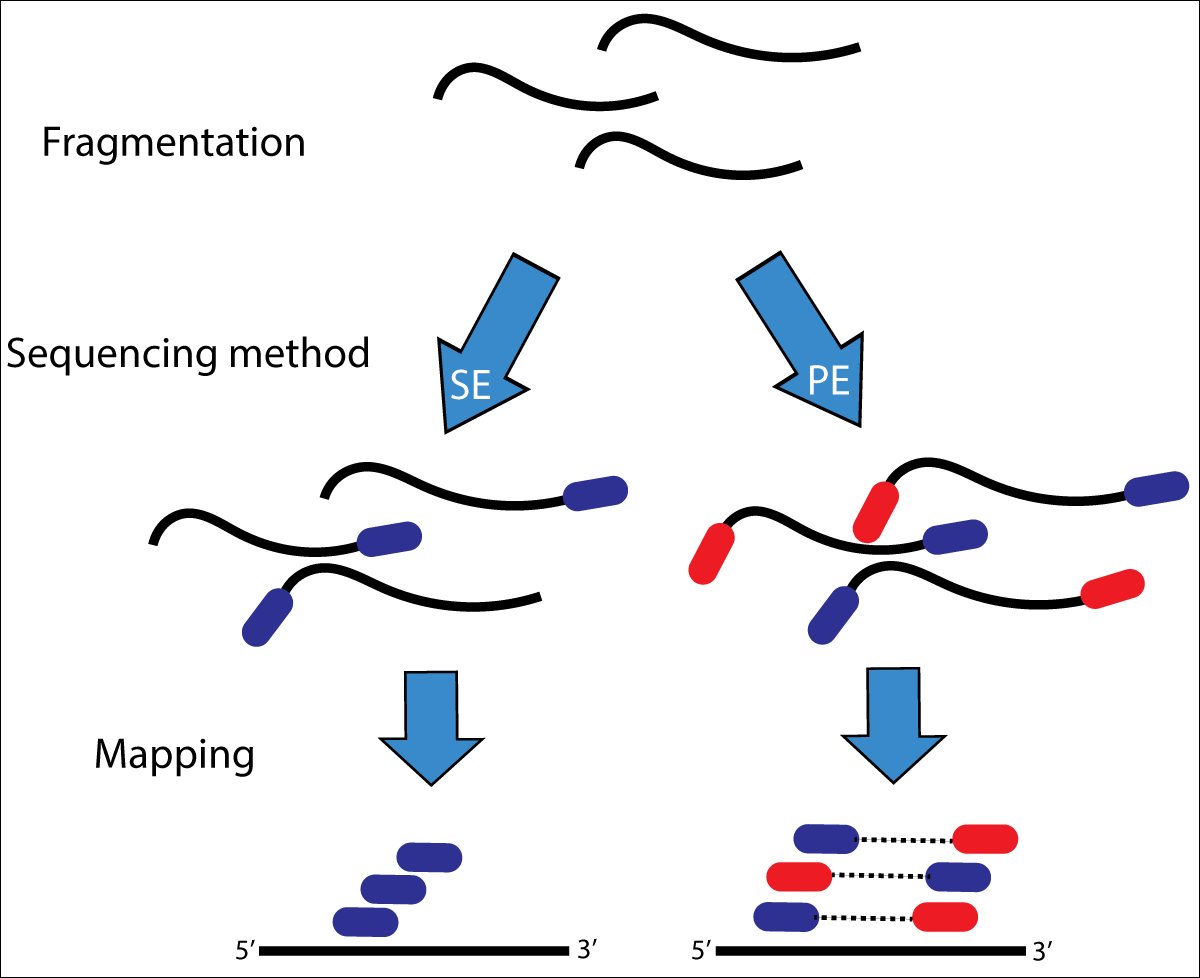 Fragmentation
Sequencing method
SE
PE
Mapping
5’
3’
5’
3’